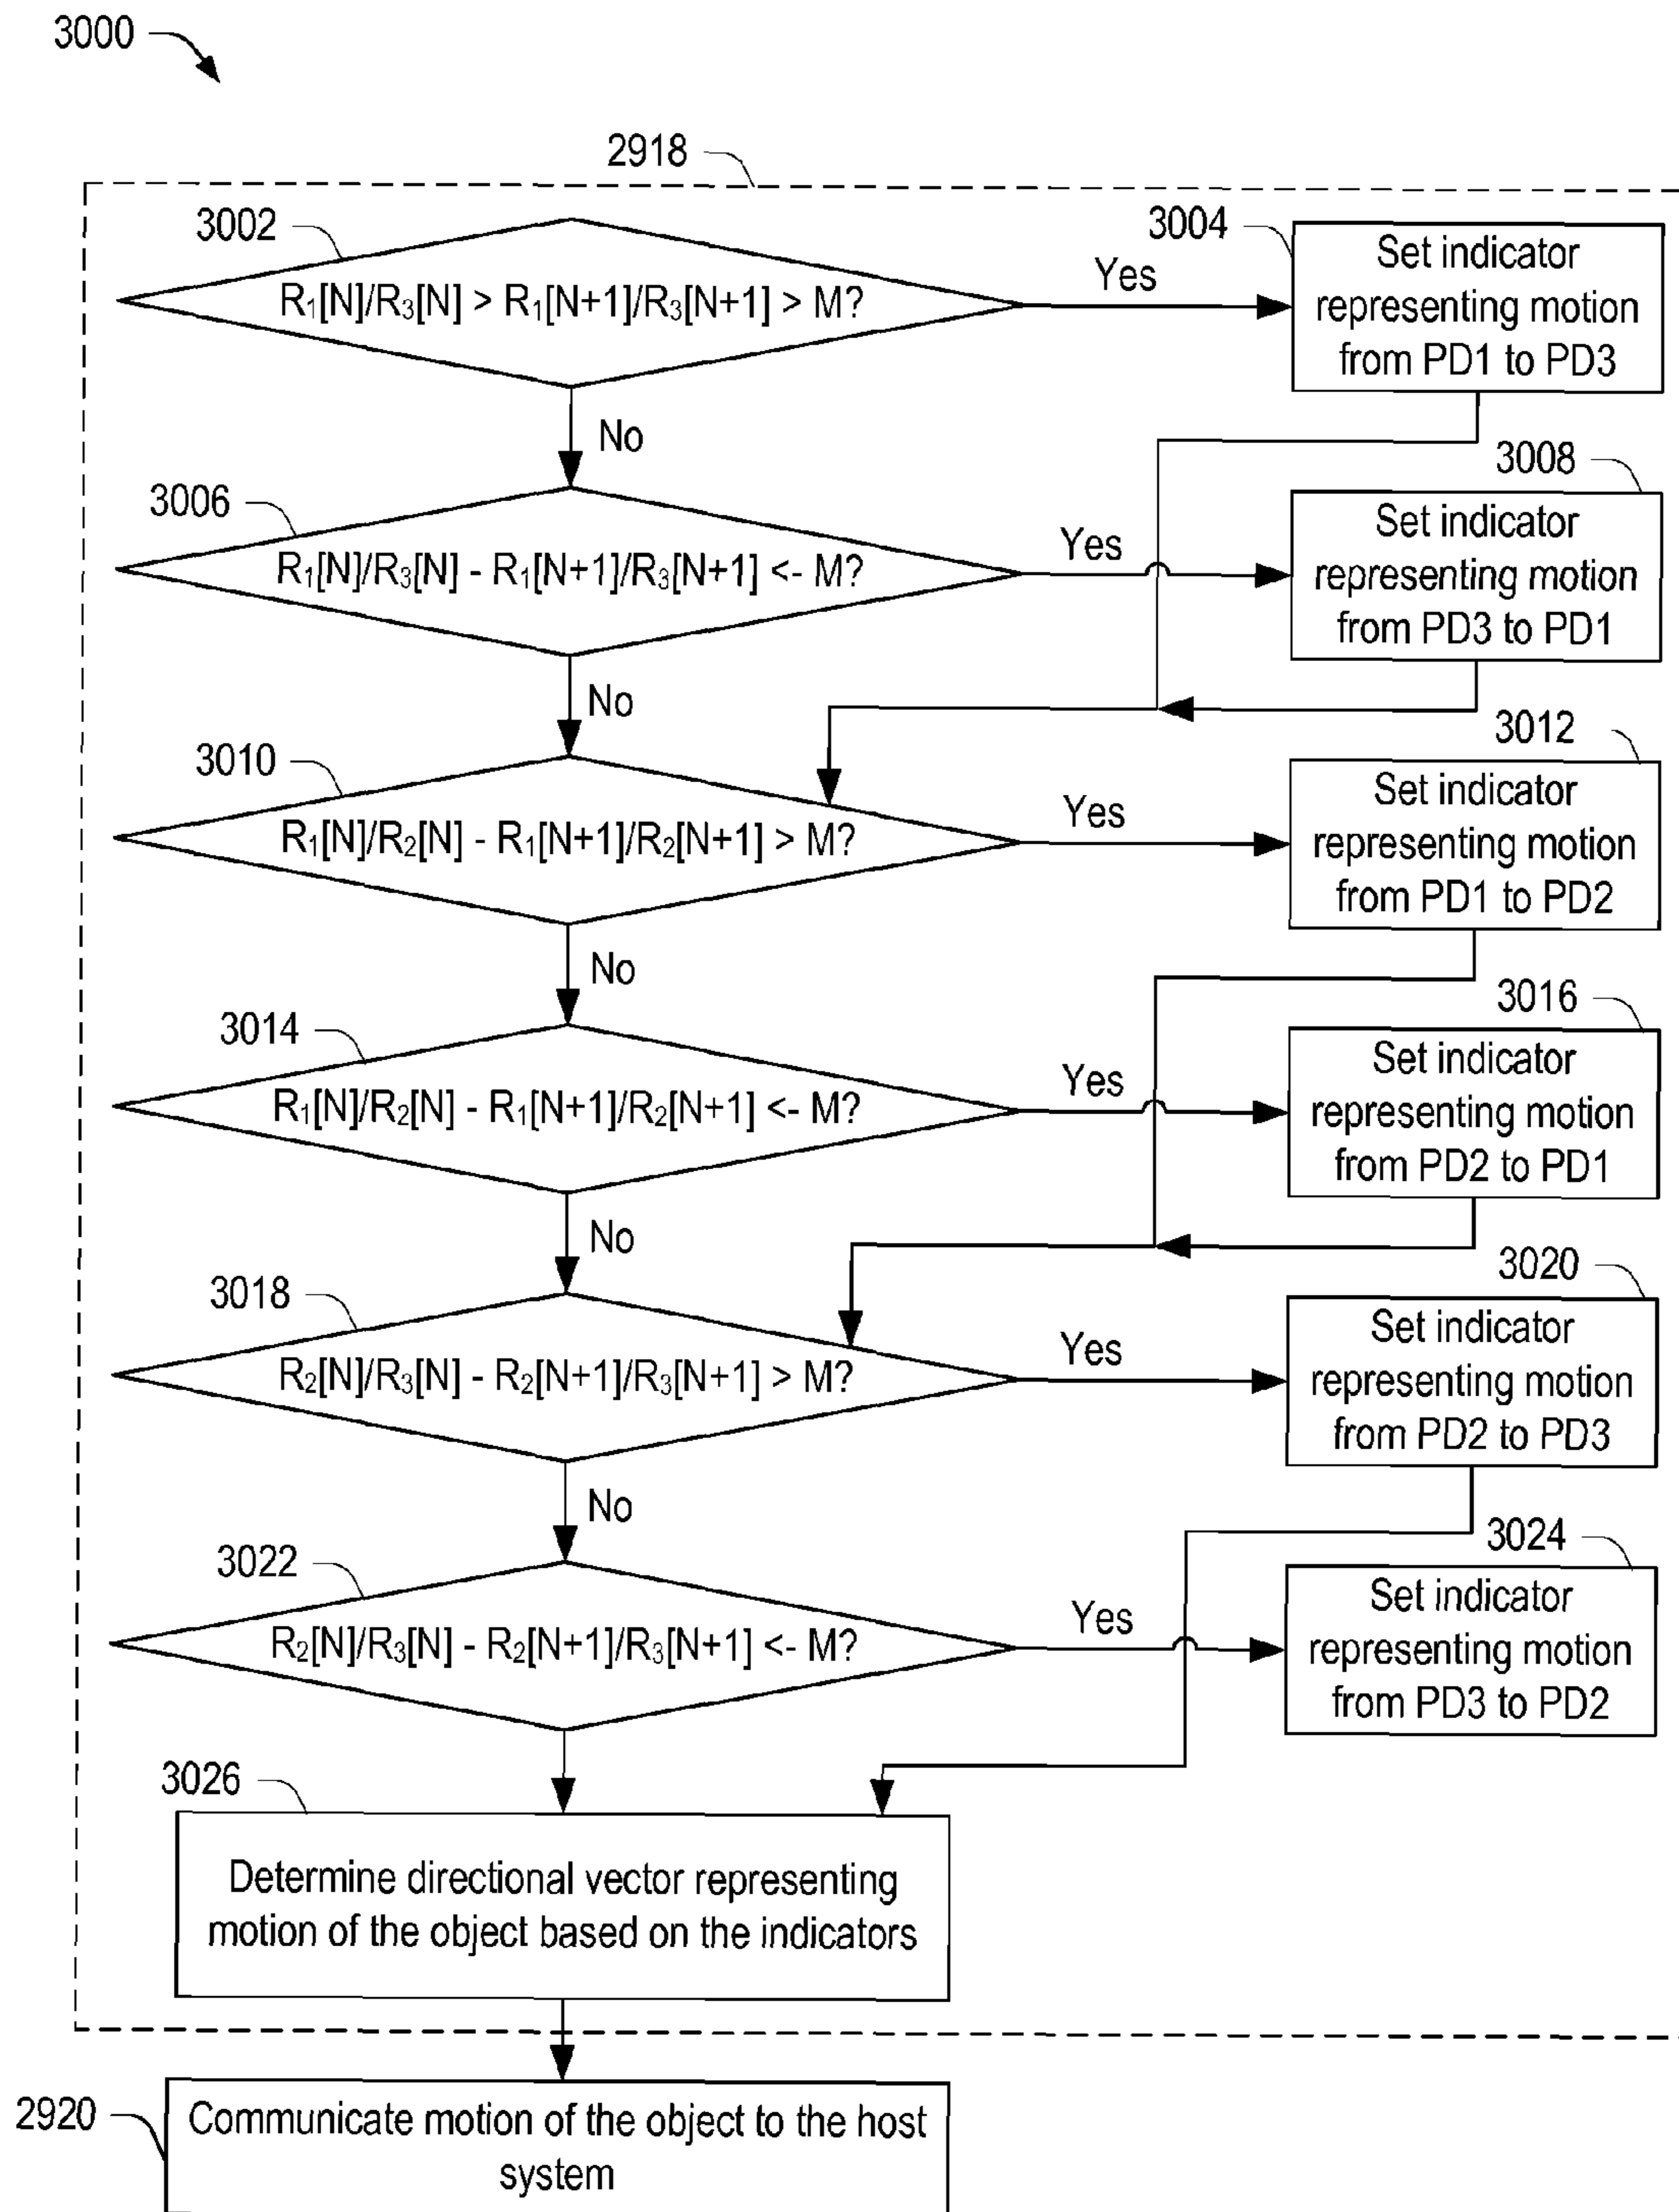 3000
2918
3002
R₁[N]/R₃[N] > R₁[N+1]/R₃[N+1] > M?
Yes
3004
Set indicator
representing motion
from PD1 to PD3
No
3006
R₁[N]/R₃[N] - R₁[N+1]/R₃[N+1] <- M?
Yes
3008
Set indicator
representing motion
from PD3 to PD1
No
3010
R₁[N]/R₂[N] - R₁[N+1]/R₂[N+1] > M?
Yes
3012
Set indicator
representing motion
from PD1 to PD2
No
3014
R₁[N]/R₂[N] - R₁[N+1]/R₂[N+1] <- M?
Yes
3016
Set indicator
representing motion
from PD2 to PD1
No
3018
R₂[N]/R₃[N] - R₂[N+1]/R₃[N+1] > M?
Yes
3020
Set indicator
representing motion
from PD2 to PD3
No
3022
R₂[N]/R₃[N] - R₂[N+1]/R₃[N+1] <- M?
Yes
3024
Set indicator
representing motion
from PD3 to PD2
3026
Determine directional vector representing
motion of the object based on the indicators
2920
Communicate motion of the object to the host
system